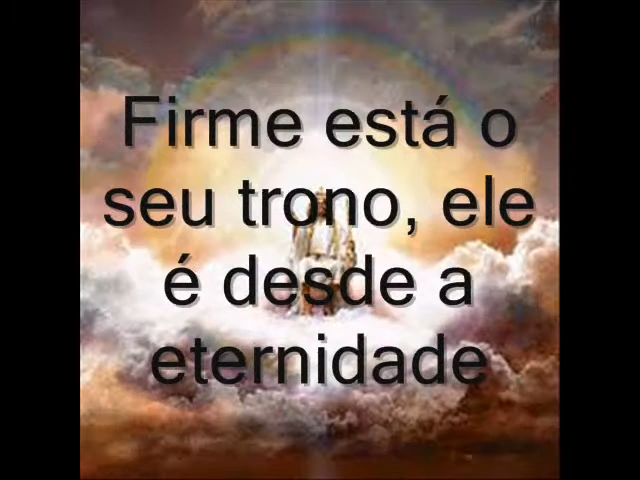 Firme está o
seu trono, ele
é desde a
eternidade